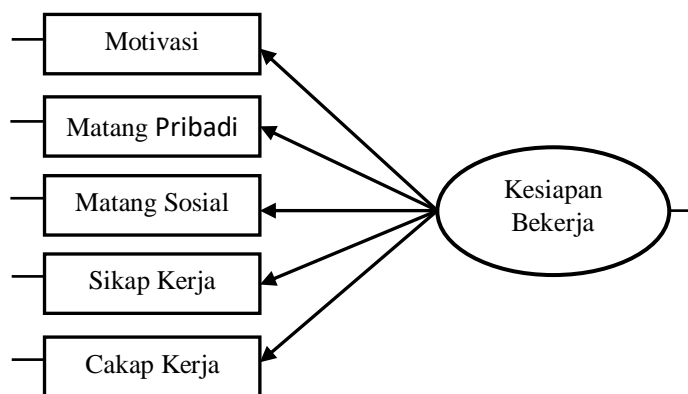 Motivasi
Matang Pribadi
Matang Sosial
Sikap Kerja
Cakap Kerja
Kesiapan
Bekerja